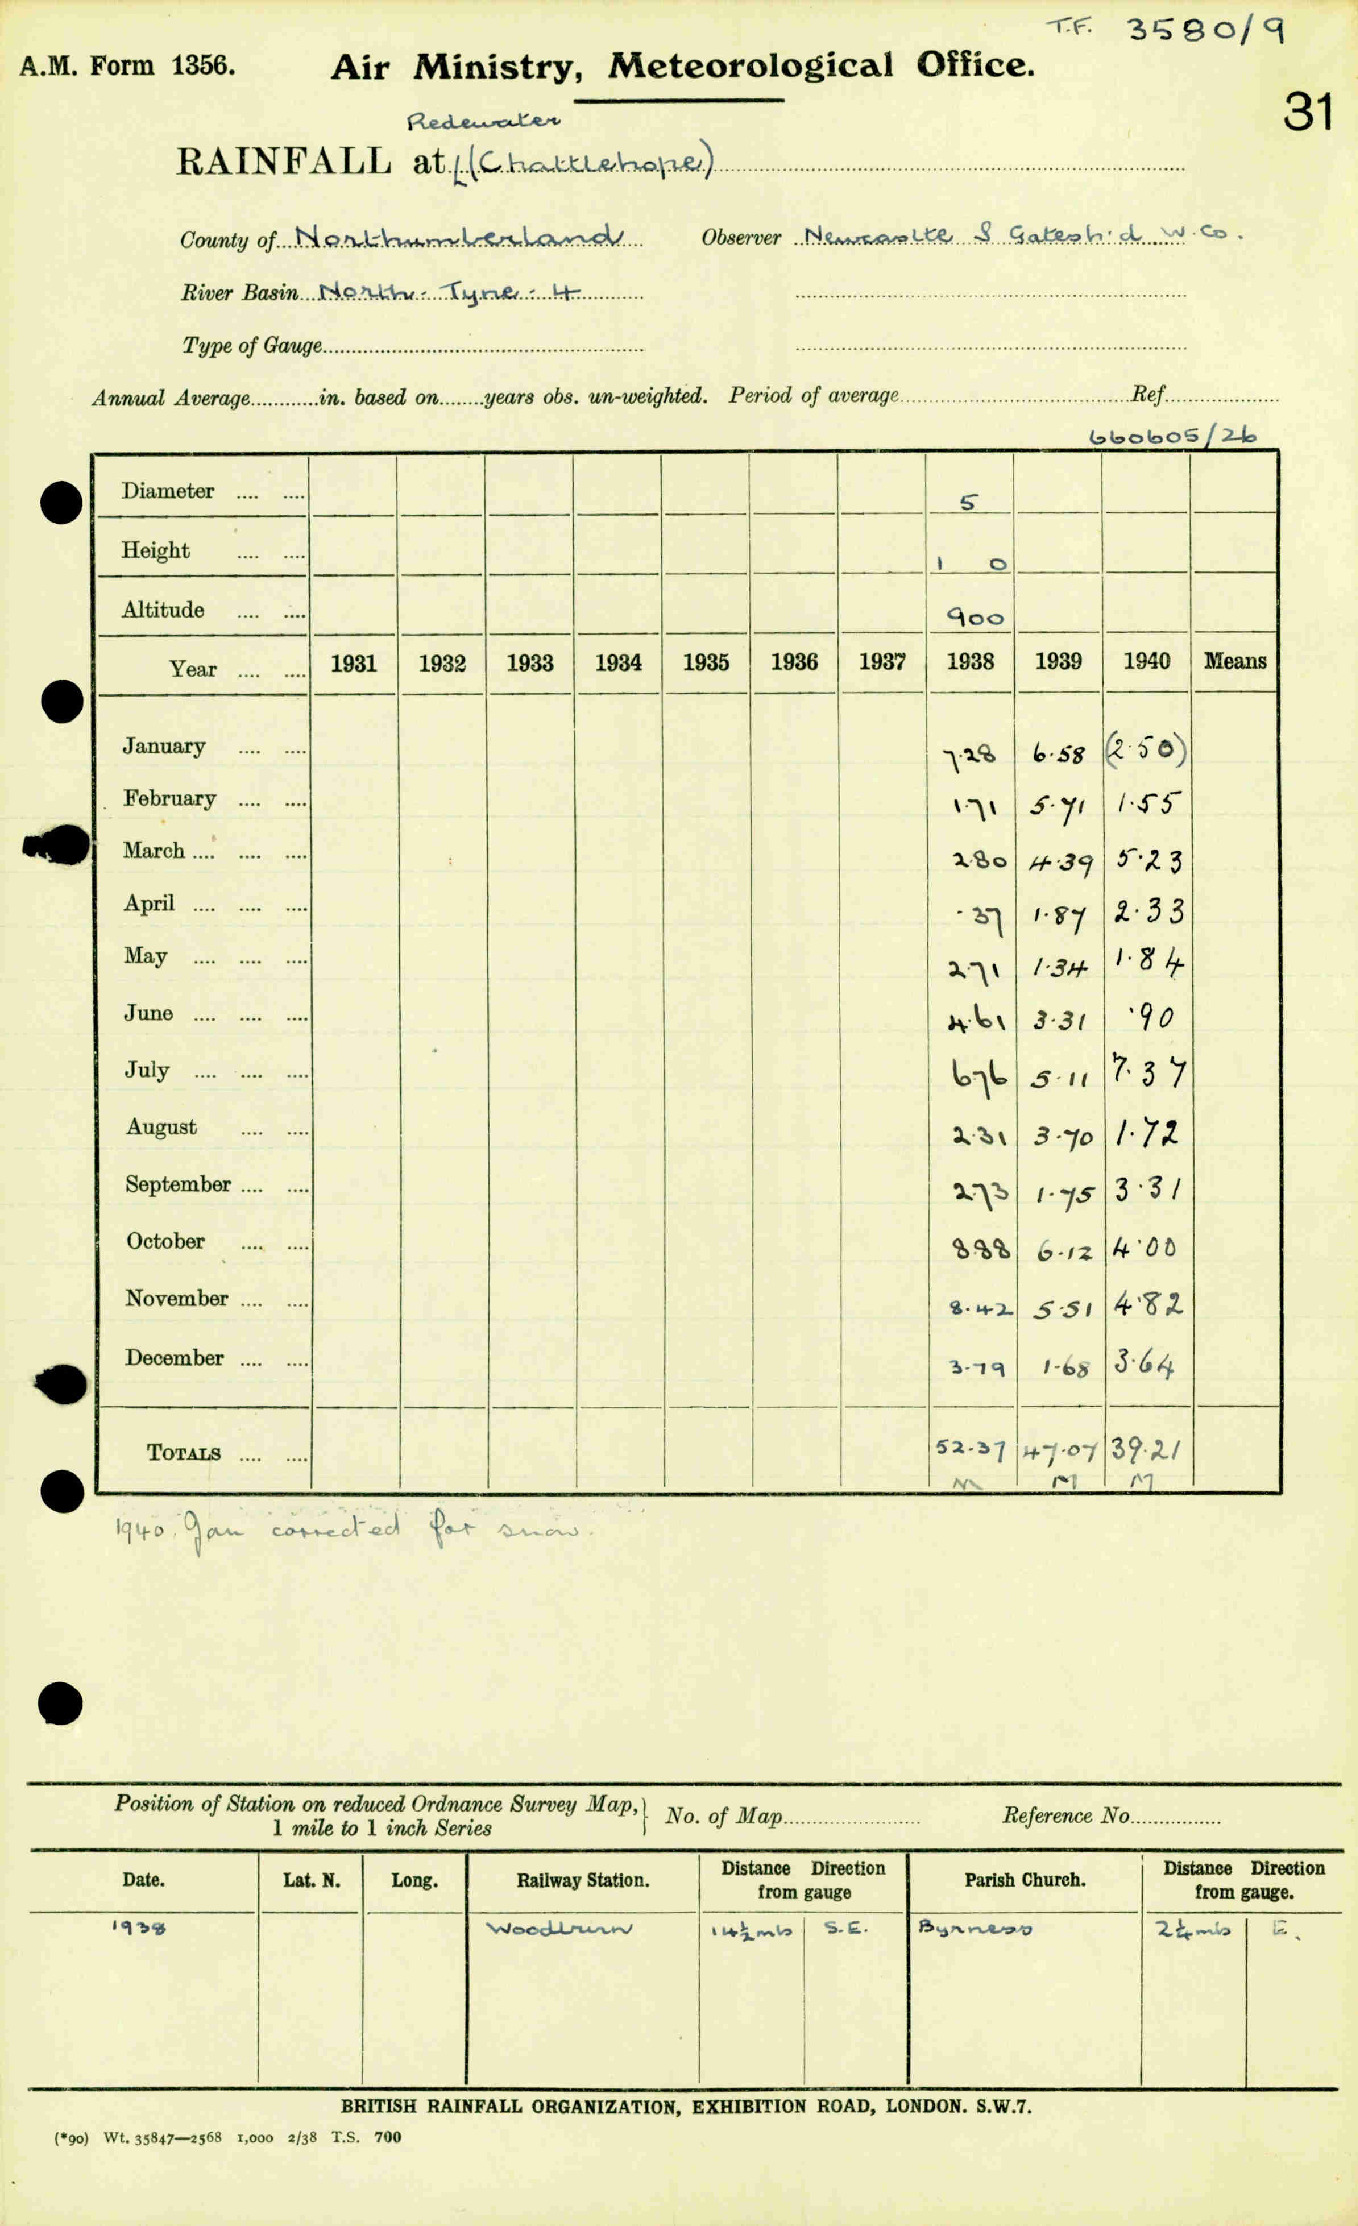 T.F. 3580/9
A.M. Form 1356. Air Ministry, Meteorological Office.
31
Redewater
RAINFALL at (Chattlehope)
County of Northumberland Observer Newcastle & Gatesh'd W. Co.
River Basin North - Tyne - 4
Type of Gauge
Annual Average in. based on years obs. un-weighted. Period of average Ref.
660605/26
Diameter 5
Height 1 0
Altitude 900
Year 1931 1932 1933 1934 1935 1936 1937 1938 1939 1940 Means
January 7.28 6.58 (2.50)
February 1.71 5.71 1.55
March 2.80 4.39 5.23
April .37 1.87 2.33
May 2.71 1.34 1.84
June 4.61 3.31 .90
July 6.76 5.11 7.37
August 2.31 3.70 1.72
September 2.73 1.75 3.31
October 8.88 6.12 4.00
November 8.42 5.51 4.82
December 3.79 1.68 3.64
TOTALS 52.37 47.07 39.21
M M M
1940. Jan corrected for snow.
Position of Station on reduced Ordnance Survey Map, No. of Map Reference No.
1 mile to 1 inch Series
Date. Lat. N. Long. Railway Station. Distance Direction from gauge Parish Church. Distance Direction from gauge.
1938 Woodburn 14½ mls S.E. Byrness 2¼ mls E.
BRITISH RAINFALL ORGANIZATION, EXHIBITION ROAD, LONDON. S.W.7.
(*90) Wt. 35847—2568 1,000 2/38 T.S. 700